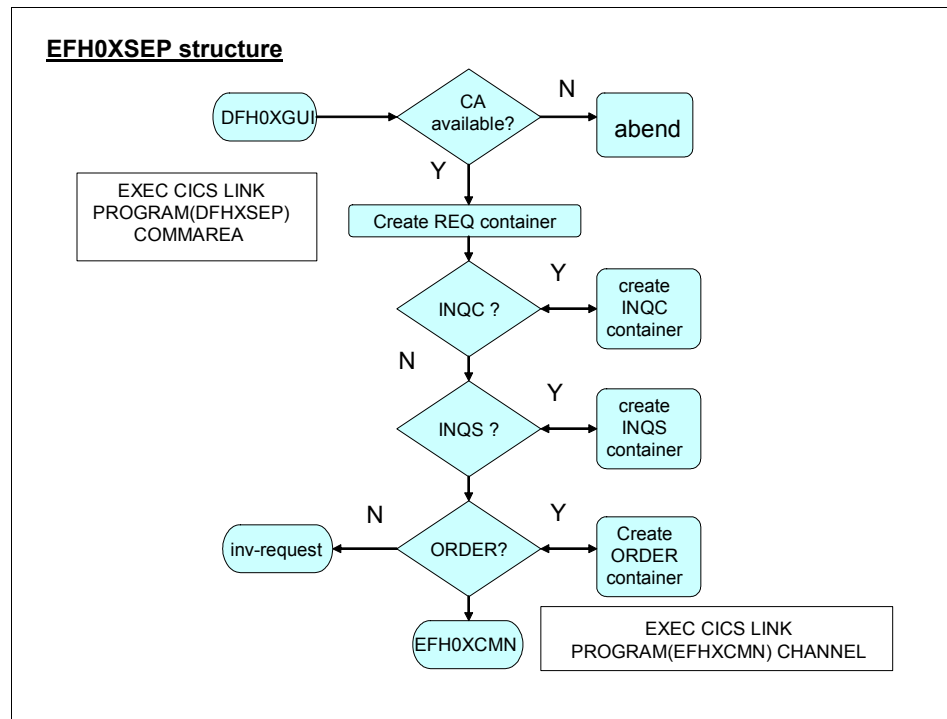 EFH0XSEP structure
DFH0XGUI
CA
available?
N
abend
Y
EXEC CICS LINK
PROGRAM(DFHXSEP)
COMMAREA
Create REQ container
INQC ?
Y
create
INQC
container
N
INQS ?
Y
create
INQS
container
N
inv-request
ORDER?
Y
Create
ORDER
container
EFH0XCMN
EXEC CICS LINK
PROGRAM(EFHXCMN) CHANNEL